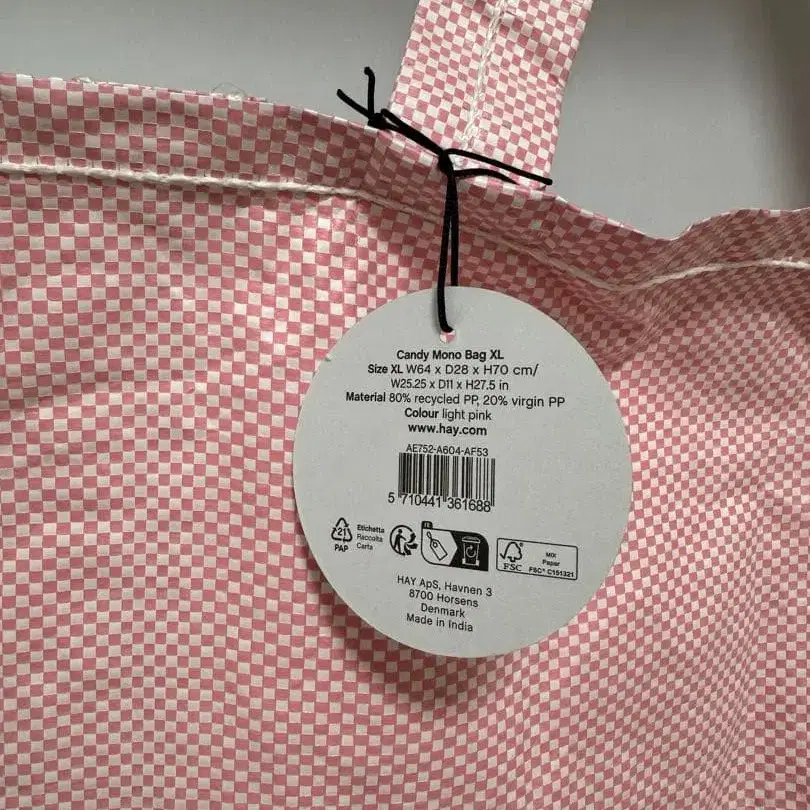 Candy Mono Bag XL
Size XL W64 x D28 x H70 cm/
W25.25 x D11 x H27.5 in
Material 80% recycled PP, 20% virgin PP
Colour light pink
www.hay.com
AE752-A604-AF53
5 710441 361688
21
PAP
Etichetta
Raccolta
Carta
FR
FSC
MIX
Paper
FSC® C151321
HAY ApS, Havnen 3
8700 Horsens
Denmark
Made in India